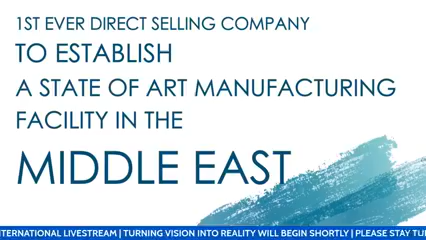 1ST EVER DIRECT SELLING COMPANY
TO ESTABLISH
A STATE OF ART MANUFACTURING
FACILITY IN THE
MIDDLE EAST
LIVESTREAM | TURNING VISION INTO REALITY WILL BEGIN SHORTLY | PLEASE STAY